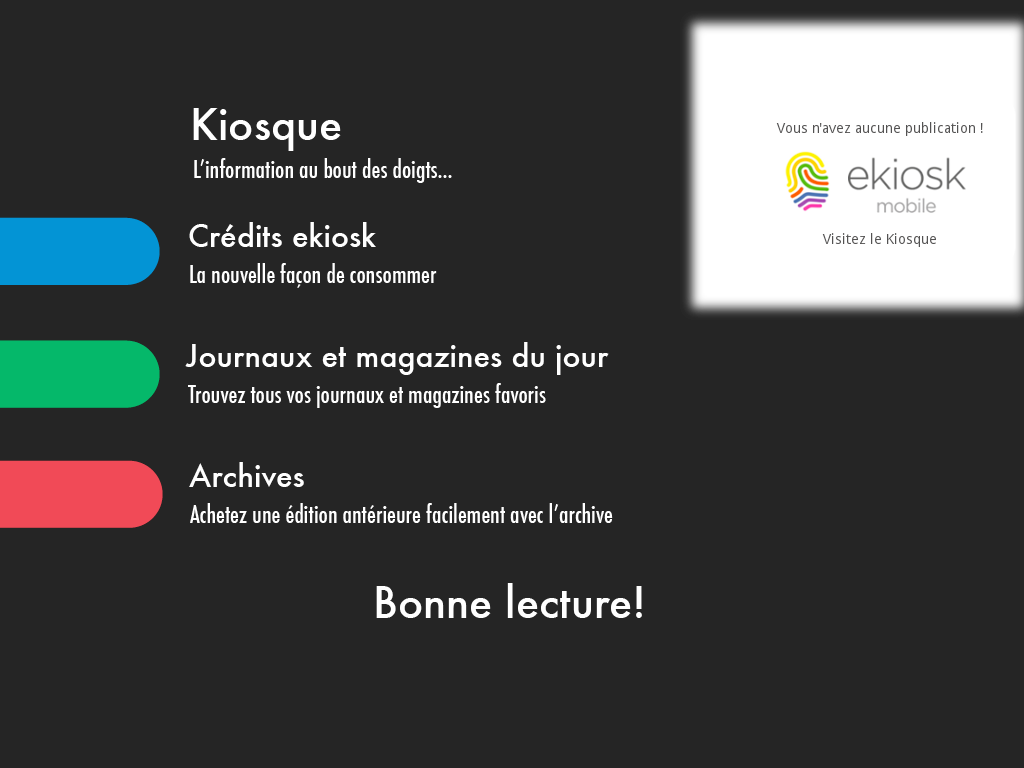 Kiosque
L’information au bout des doigts...
Crédits ekiosk
La nouvelle façon de consommer
Journaux et magazines du jour
Trouvez tous vos journaux et magazines favoris
Archives
Achetez une édition antérieure facilement avec l’archive
Bonne lecture!
Vous n'avez aucune publication !
ekiosk
mobile
Visitez le Kiosque